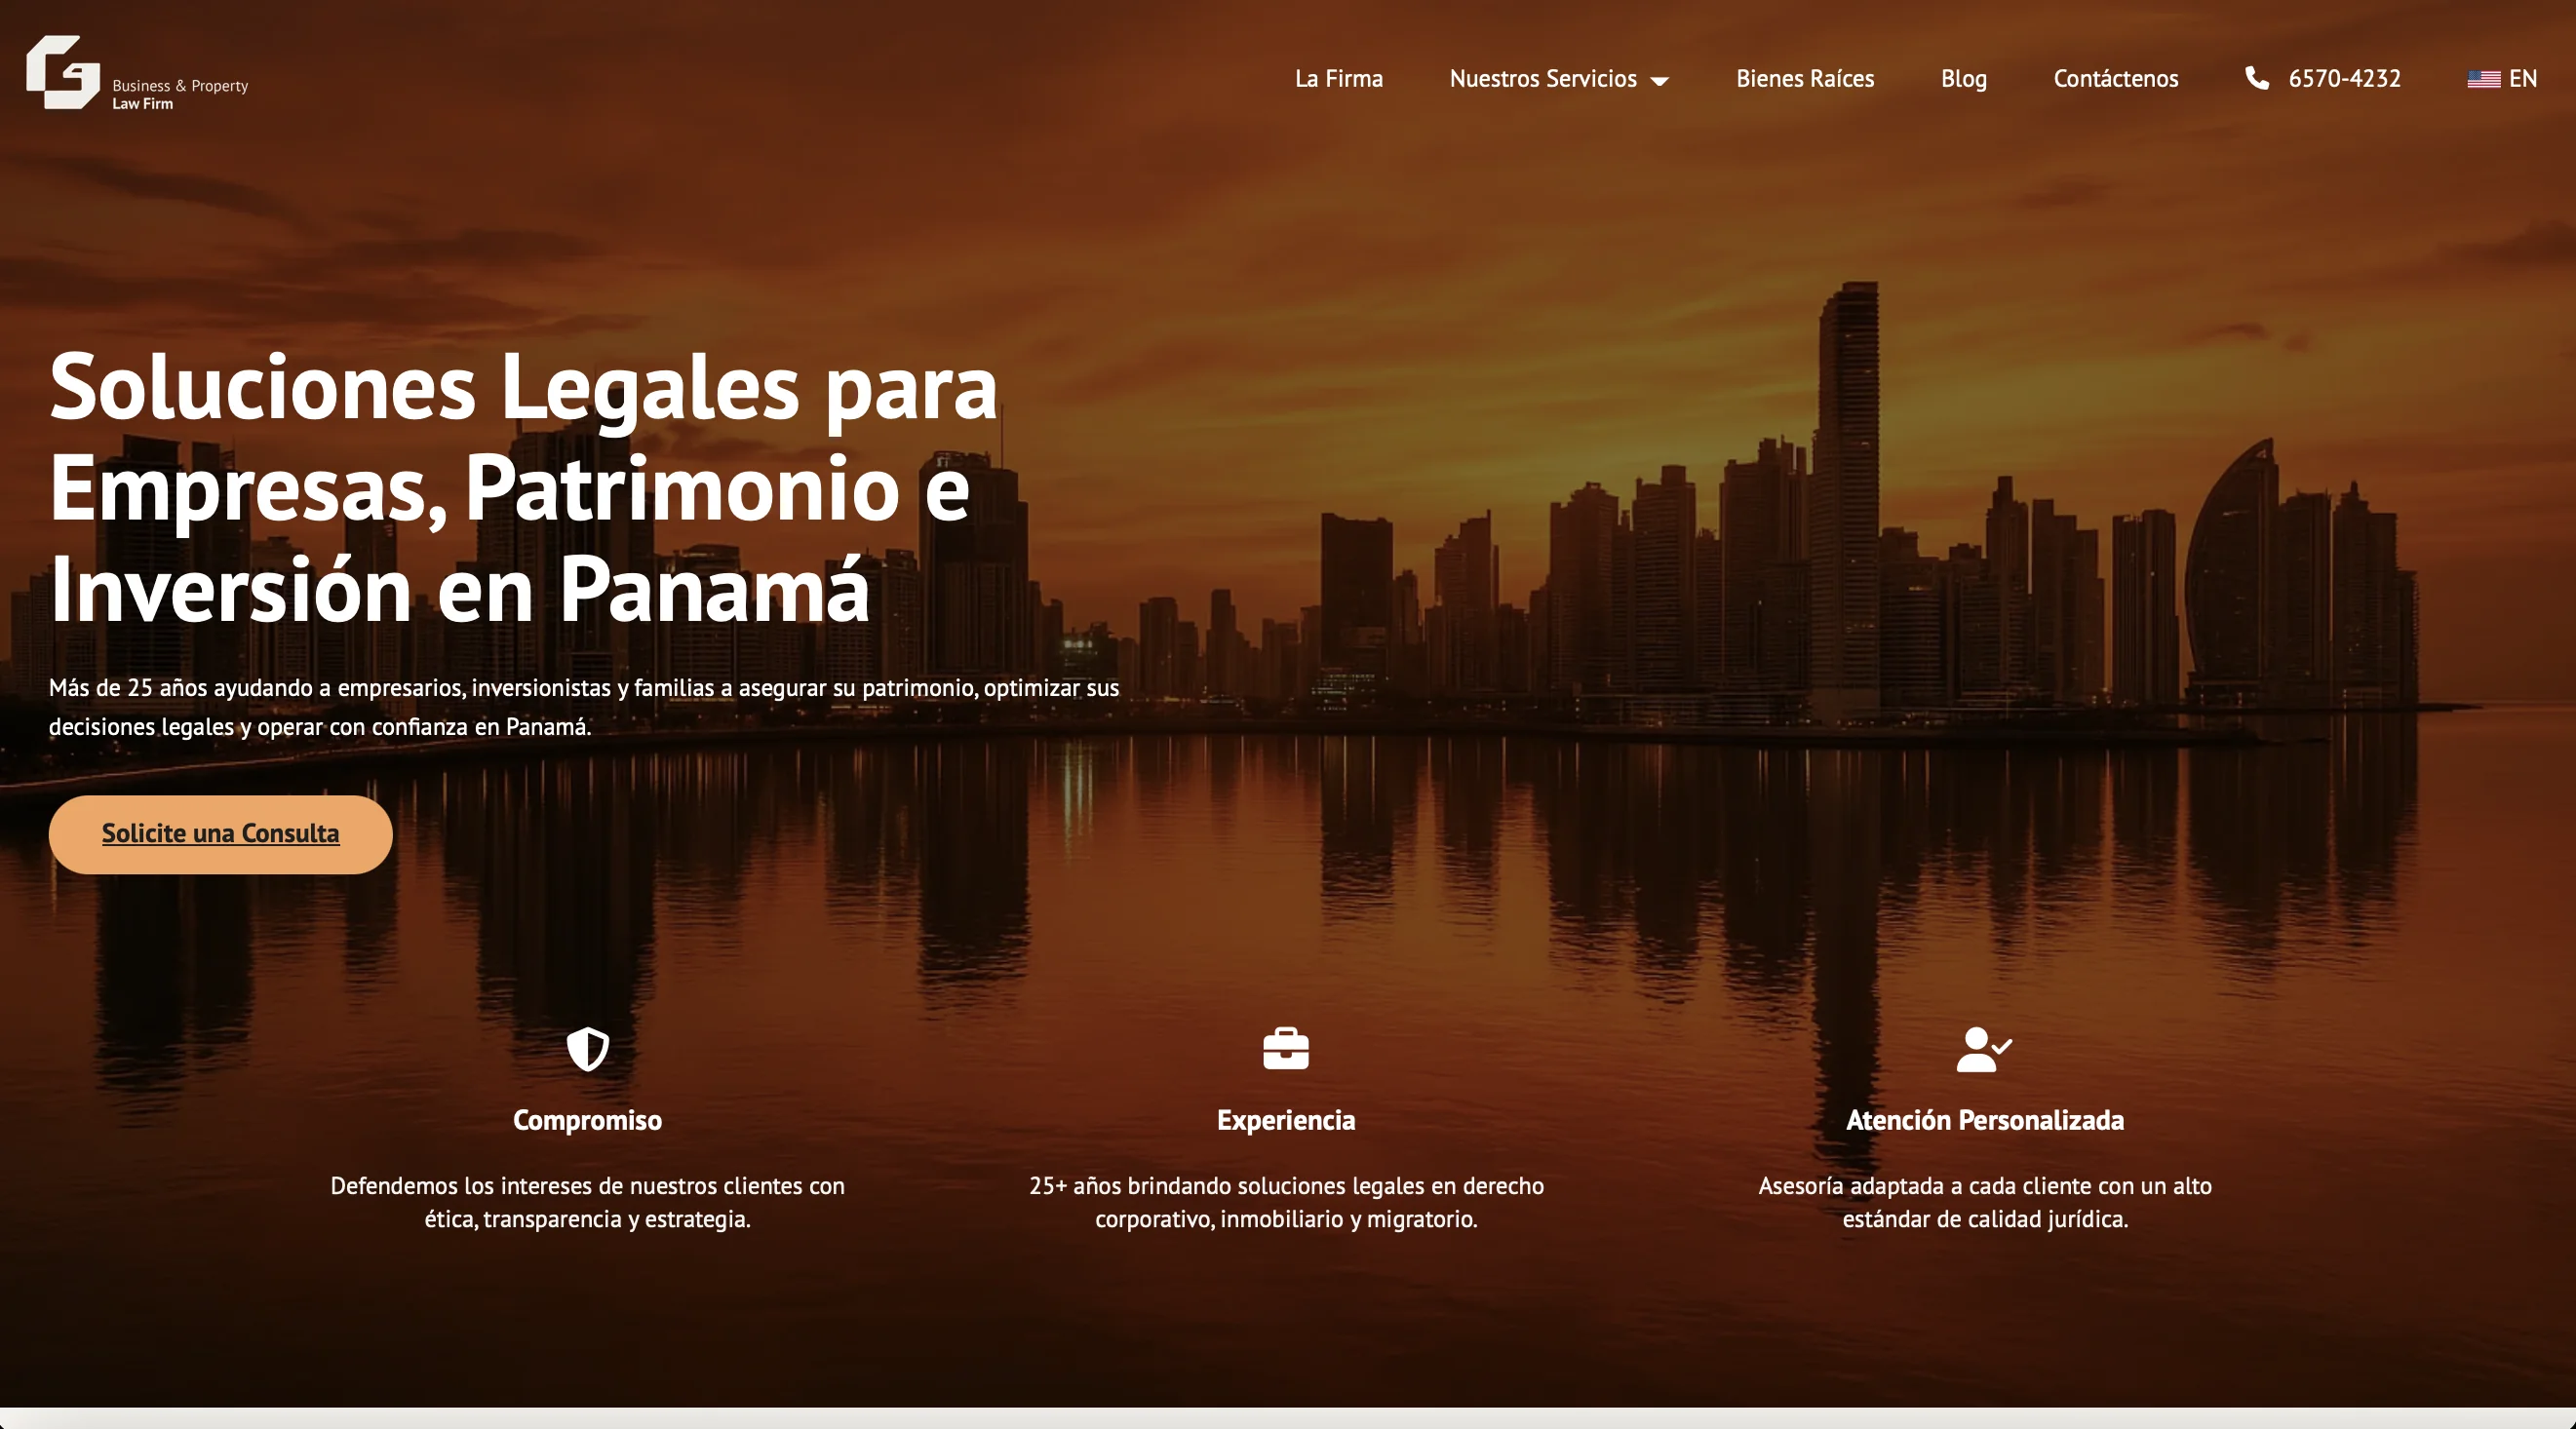 Business & Property
Law Firm
La Firma
Nuestros Servicios
Bienes Raíces
Blog
Contáctenos
6570-4232
EN
Soluciones Legales para
Empresas, Patrimonio e
Inversión en Panamá
Más de 25 años ayudando a empresarios, inversionistas y familias a asegurar su patrimonio, optimizar sus
decisiones legales y operar con confianza en Panamá.
Solicite una Consulta
Compromiso
Defendemos los intereses de nuestros clientes con
ética, transparencia y estrategia.
Experiencia
25+ años brindando soluciones legales en derecho
corporativo, inmobiliario y migratorio.
Atención Personalizada
Asesoría adaptada a cada cliente con un alto
estándar de calidad jurídica.